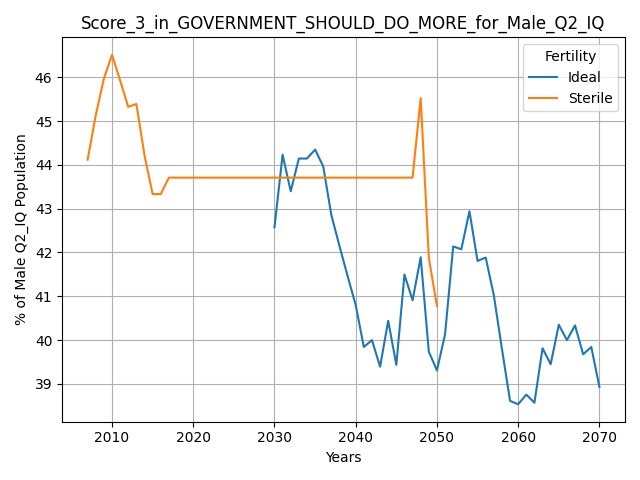 Score_3_in_GOVERNMENT_SHOULD_DO_MORE_for_Male_Q2_IQ
% of Male Q2_IQ Population
46
45
44
43
42
41
40
39
2010 2020 2030 2040 2050 2060 2070
Years
Fertility
Ideal
Sterile